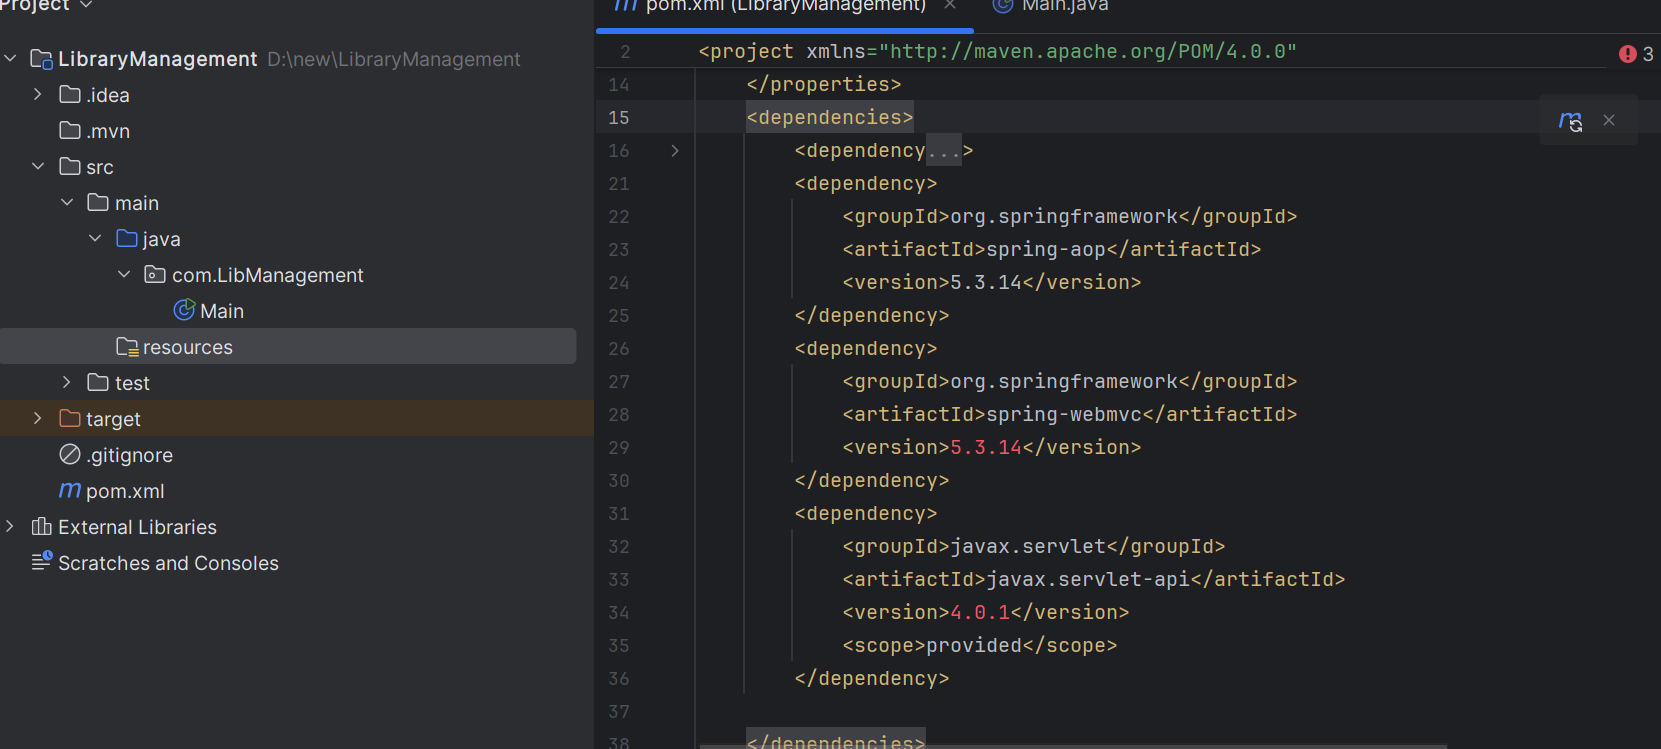 Project
LibraryManagement D:\new\LibraryManagement
.idea
.mvn
src
main
java
com.LibManagement
Main
resources
test
target
.gitignore
pom.xml
External Libraries
Scratches and Consoles
pom.xml (LibraryManagement) Main.java
2 <project xmlns="http://maven.apache.org/POM/4.0.0" 3
14 </properties>
15 <dependencies>
16 <dependency...>
21 <dependency>
22 <groupId>org.springframework</groupId>
23 <artifactId>spring-aop</artifactId>
24 <version>5.3.14</version>
25 </dependency>
26 <dependency>
27 <groupId>org.springframework</groupId>
28 <artifactId>spring-webmvc</artifactId>
29 <version>5.3.14</version>
30 </dependency>
31 <dependency>
32 <groupId>javax.servlet</groupId>
33 <artifactId>javax.servlet-api</artifactId>
34 <version>4.0.1</version>
35 <scope>provided</scope>
36 </dependency>
37
38 </dependencies>